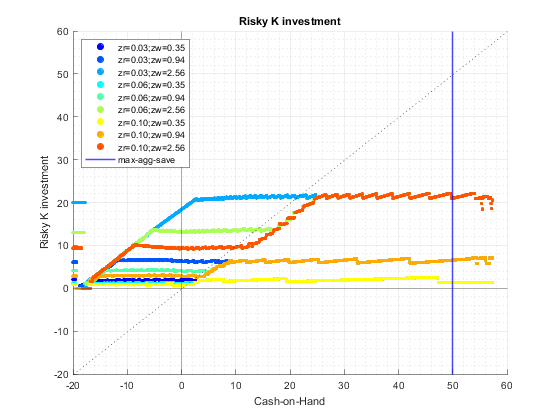 Risky K investment
60
50
40
30
20
10
0
-10
-20
-20
-10
0
10
20
30
40
50
60
Risky K investment
Cash-on-Hand
zr=0.03;zw=0.35
zr=0.03;zw=0.94
zr=0.03;zw=2.56
zr=0.06;zw=0.35
zr=0.06;zw=0.94
zr=0.06;zw=2.56
zr=0.10;zw=0.35
zr=0.10;zw=0.94
zr=0.10;zw=2.56
max-agg-save